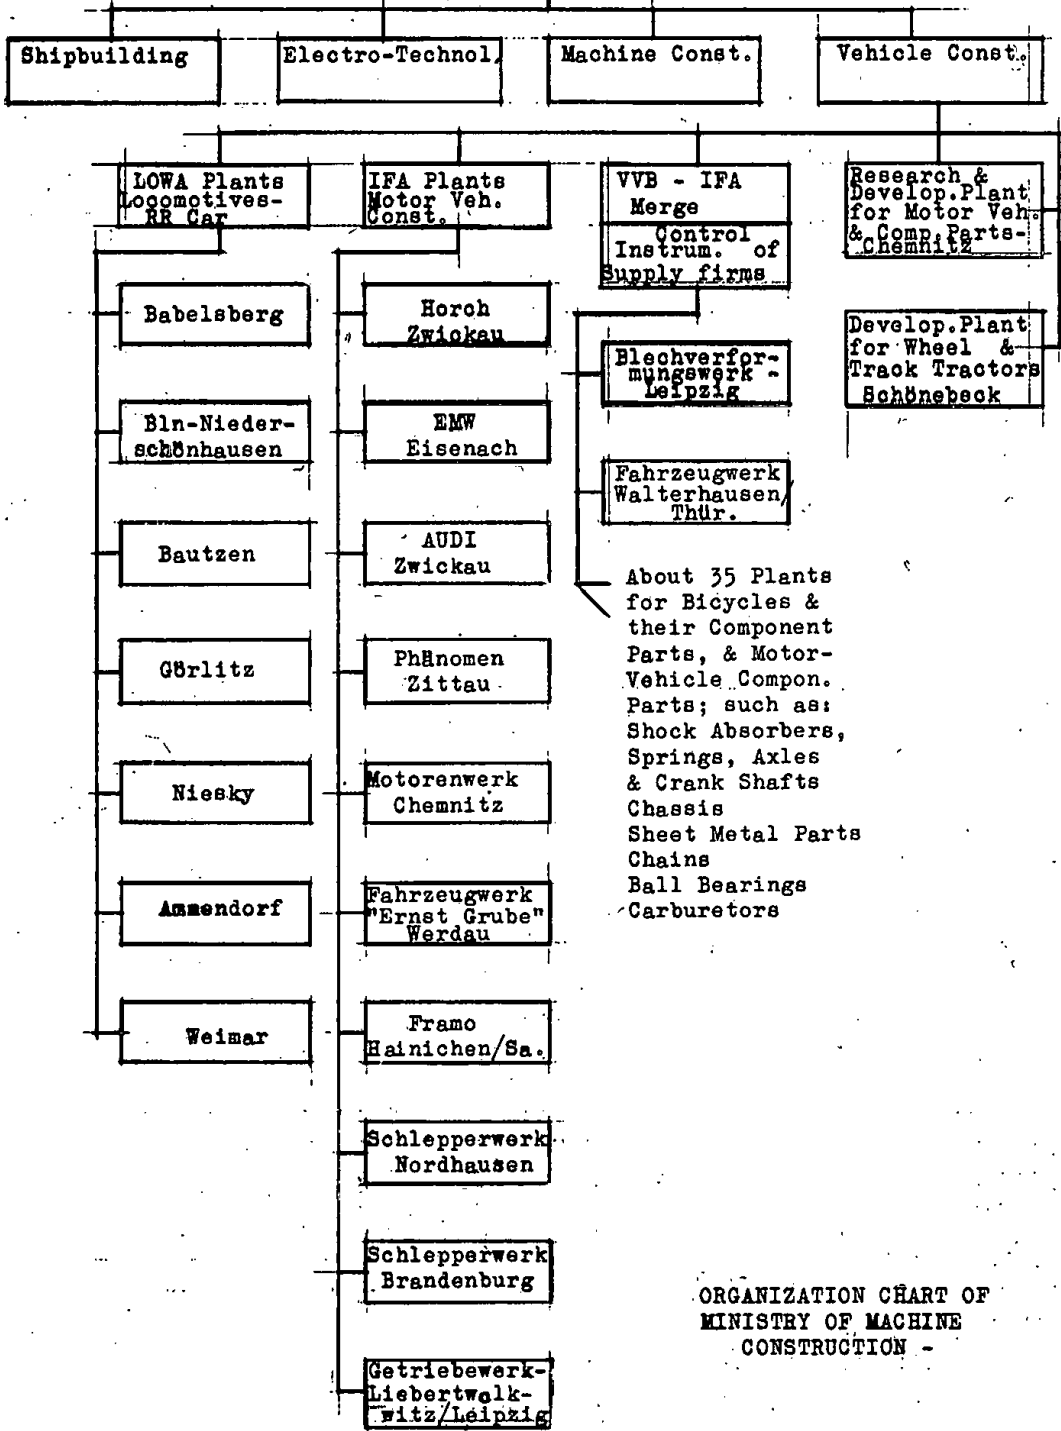 Shipbuilding
Electro-Technol.
Machine Const.
Vehicle Const.
LOWA Plants
Locomotives-
RR Car
Babelsberg
Bln-Nieder-
schönhausen
Bautzen
Görlitz
Niesky
Ammendorf
Weimar
IFA Plants
Motor Veh.
Const.
Horch
Zwickau
EMW
Eisenach
AUDI
Zwickau
Phänomen
Zittau
Motorenwerk
Chemnitz
Fahrzeugwerk
"Ernst Grube"
Werdau
Framo
Hainichen/Sa.
Schlepperwerk
Nordhausen
Schlepperwerk
Brandenburg
Getriebewerk-
Liebertwolk-
witz/Leipzig
VVB - IFA
Merge
Control
Instrum. of
Supply firms
Blechverfor-
mungswerk -
Leipzig
Fahrzeugwerk
Walterhausen/
Thür.
About 35 Plants
for Bicycles &
their Component
Parts, & Motor-
Vehicle Compon.
Parts; such as:
Shock Absorbers,
Springs, Axles
& Crank Shafts
Chassis
Sheet Metal Parts
Chains
Ball Bearings
Carburetors
Research &
Develop.Plant
for Motor Veh.
& Comp.Parts-
Chemnitz
Develop.Plant
for Wheel &
Track Tractors
Schönebeck
ORGANIZATION CHART OF
MINISTRY OF MACHINE
CONSTRUCTION -